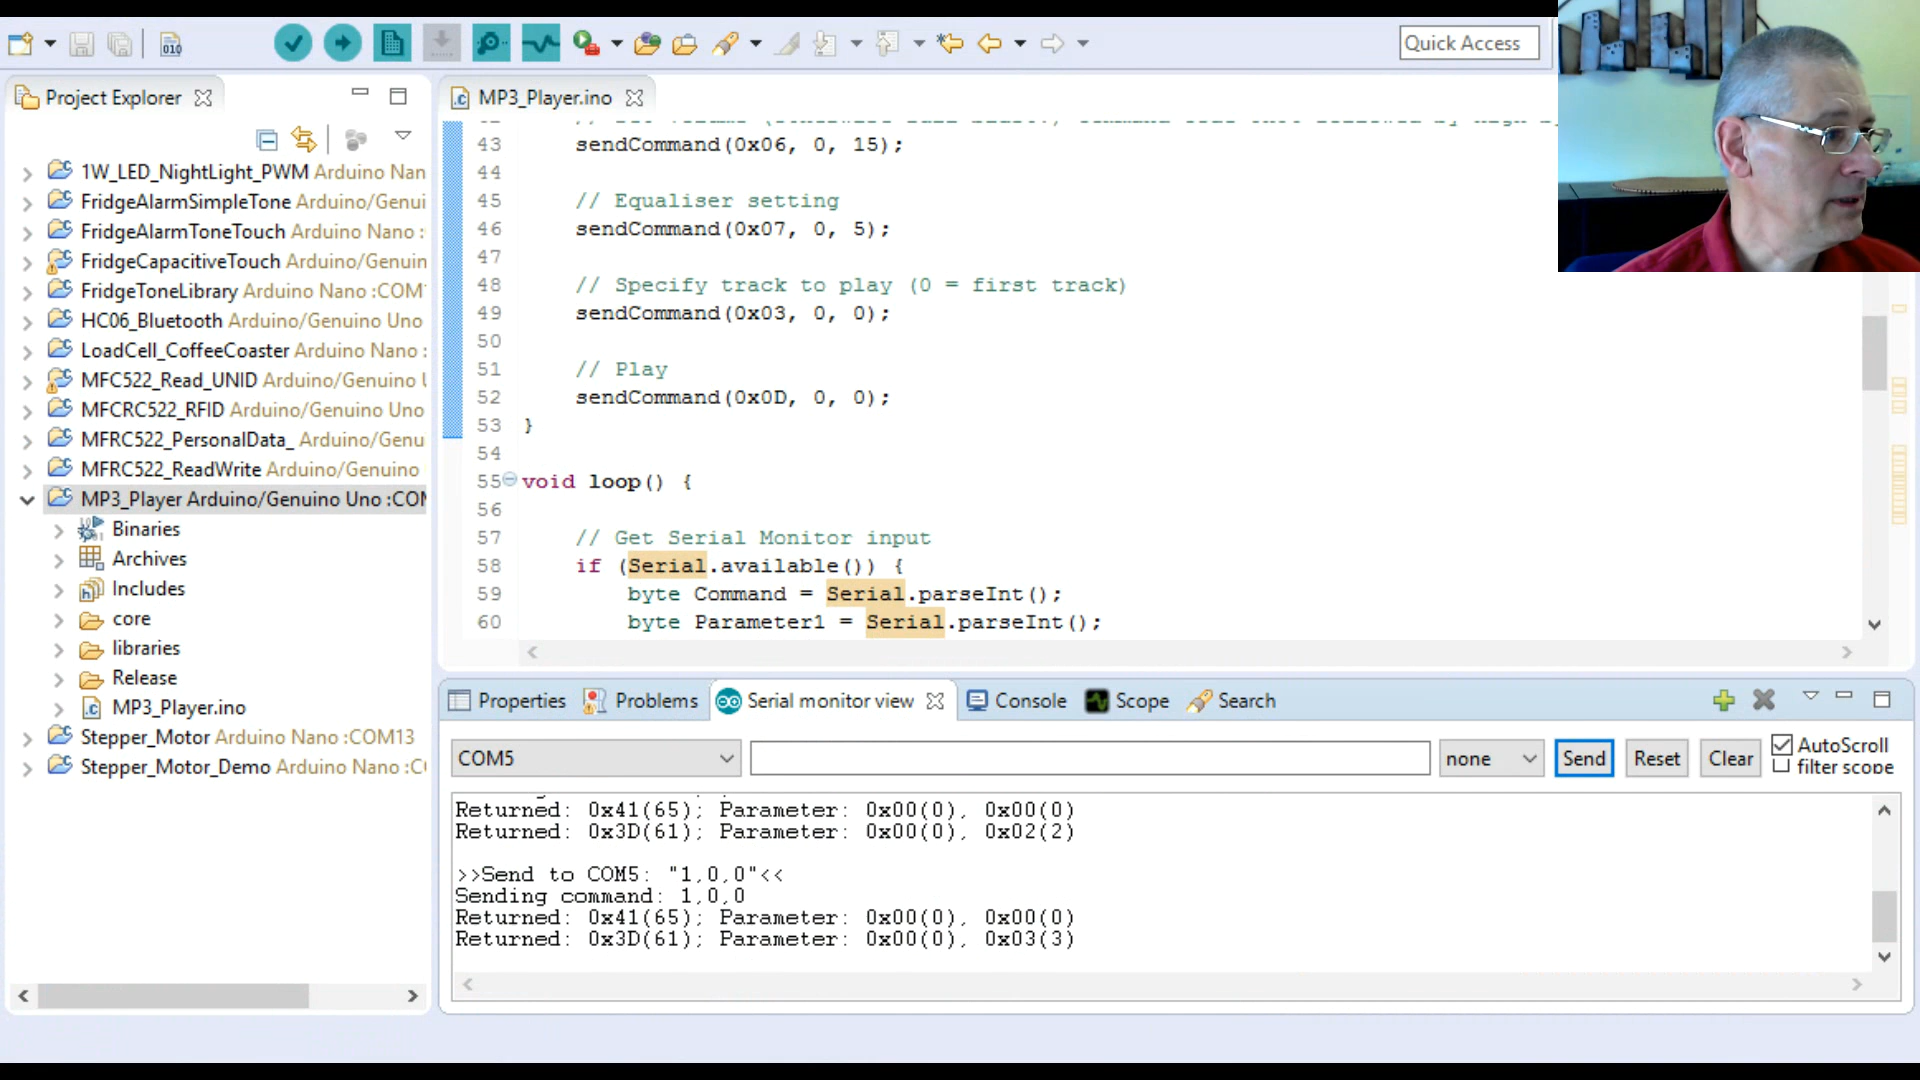 Quick Access
Project Explorer
1W_LED_NightLight_PWM Arduino Nan
FridgeAlarmSimpleTone Arduino/Genui
FridgeAlarmToneTouch Arduino Nano :
FridgeCapacitiveTouch Arduino/Genuin
FridgeToneLibrary Arduino Nano :COM
HC06_Bluetooth Arduino/Genuino Uno
LoadCell_CoffeeCoaster Arduino Nano :
MFC522_Read_UNID Arduino/Genuino
MFCRC522_RFID Arduino/Genuino Uno
MFRC522_PersonalData_ Arduino/Genu
MFRC522_ReadWrite Arduino/Genuino
MP3_Player Arduino/Genuino Uno :COM
Binaries
Archives
Includes
core
libraries
Release
MP3_Player.ino
Stepper_Motor Arduino Nano :COM13
Stepper_Motor_Demo Arduino Nano :C
MP3_Player.ino
43 sendCommand(0x06, 0, 15);
44
45 // Equaliser setting
46 sendCommand(0x07, 0, 5);
47
48 // Specify track to play (0 = first track)
49 sendCommand(0x03, 0, 0);
50
51 // Play
52 sendCommand(0x0D, 0, 0);
53 }
54
55 void loop() {
56
57 // Get Serial Monitor input
58 if (Serial.available()) {
59 byte Command = Serial.parseInt();
60 byte Parameter1 = Serial.parseInt();
Properties Problems Serial monitor view Console Scope Search
COM5 none Send Reset Clear AutoScroll
filter scope
Returned: 0x41(65); Parameter: 0x00(0), 0x00(0)
Returned: 0x3D(61); Parameter: 0x00(0), 0x02(2)
>>Send to COM5: "1,0,0"<<
Sending command: 1,0,0
Returned: 0x41(65); Parameter: 0x00(0), 0x00(0)
Returned: 0x3D(61); Parameter: 0x00(0), 0x03(3)